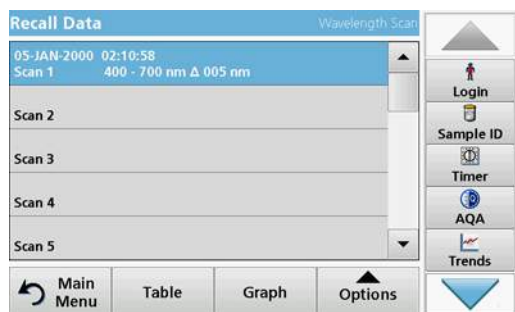 Recall Data
Wavelength Scan
05-JAN-2000 02:10:58
Scan 1 400 - 700 nm Δ 005 nm
Scan 2
Scan 3
Scan 4
Scan 5
Main
Menu
Table
Graph
Options
Login
Sample ID
Timer
AQA
Trends